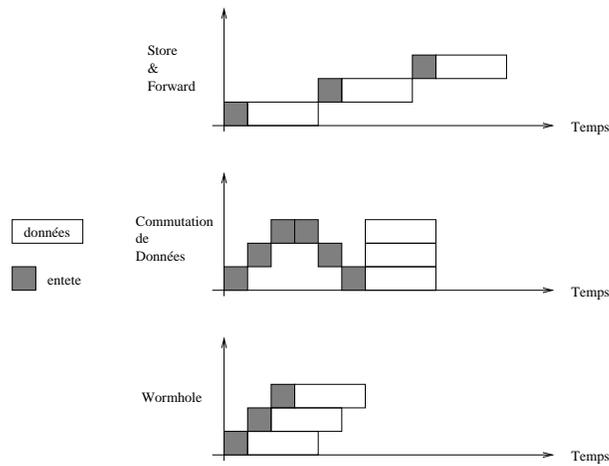 Store
&
Forward
Temps
Commutation
de
Données
données
entete
Temps
Wormhole
Temps